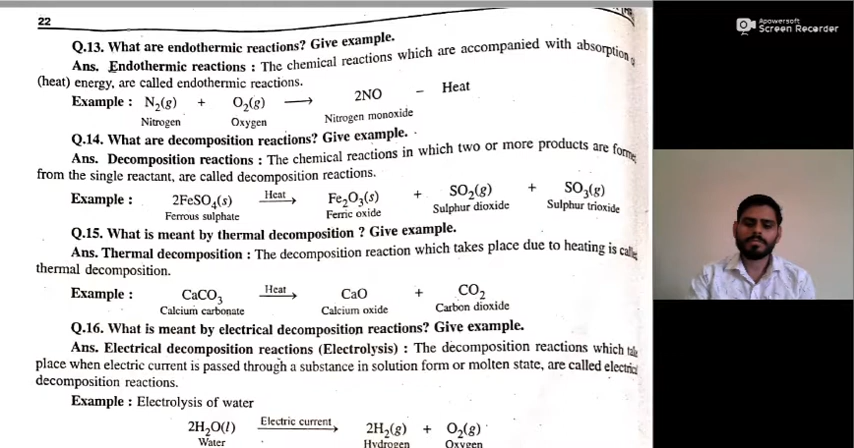 22
Q.13. What are endothermic reactions? Give example.
Ans. Endothermic reactions : The chemical reactions which are accompanied with absorption
(heat) energy, are called endothermic reactions.
Example : N₂(g) + O₂(g) ⟶ 2NO − Heat
Nitrogen Oxygen Nitrogen monoxide
Q.14. What are decomposition reactions? Give example.
Ans. Decomposition reactions : The chemical reactions in which two or more products are forme
from the single reactant, are called decomposition reactions.
Example : 2FeSO₄(s) Heat⟶ Fe₂O₃(s) + SO₂(g) + SO₃(g)
Ferrous sulphate Ferric oxide Sulphur dioxide Sulphur trioxide
Q.15. What is meant by thermal decomposition ? Give example.
Ans. Thermal decomposition : The decomposition reaction which takes place due to heating is calle
thermal decomposition.
Example : CaCO₃ Heat⟶ CaO + CO₂
Calcium carbonate Calcium oxide Carbon dioxide
Q.16. What is meant by electrical decomposition reactions? Give example.
Ans. Electrical decomposition reactions (Electrolysis) : The decomposition reactions which
place when electric current is passed through a substance in solution form or molten state, are called electric
decomposition reactions.
Example : Electrolysis of water
2H₂O(l) Electric current⟶ 2H₂(g) + O₂(g)
Water Hydrogen Oxygen
Apowersoft
Screen Recorder